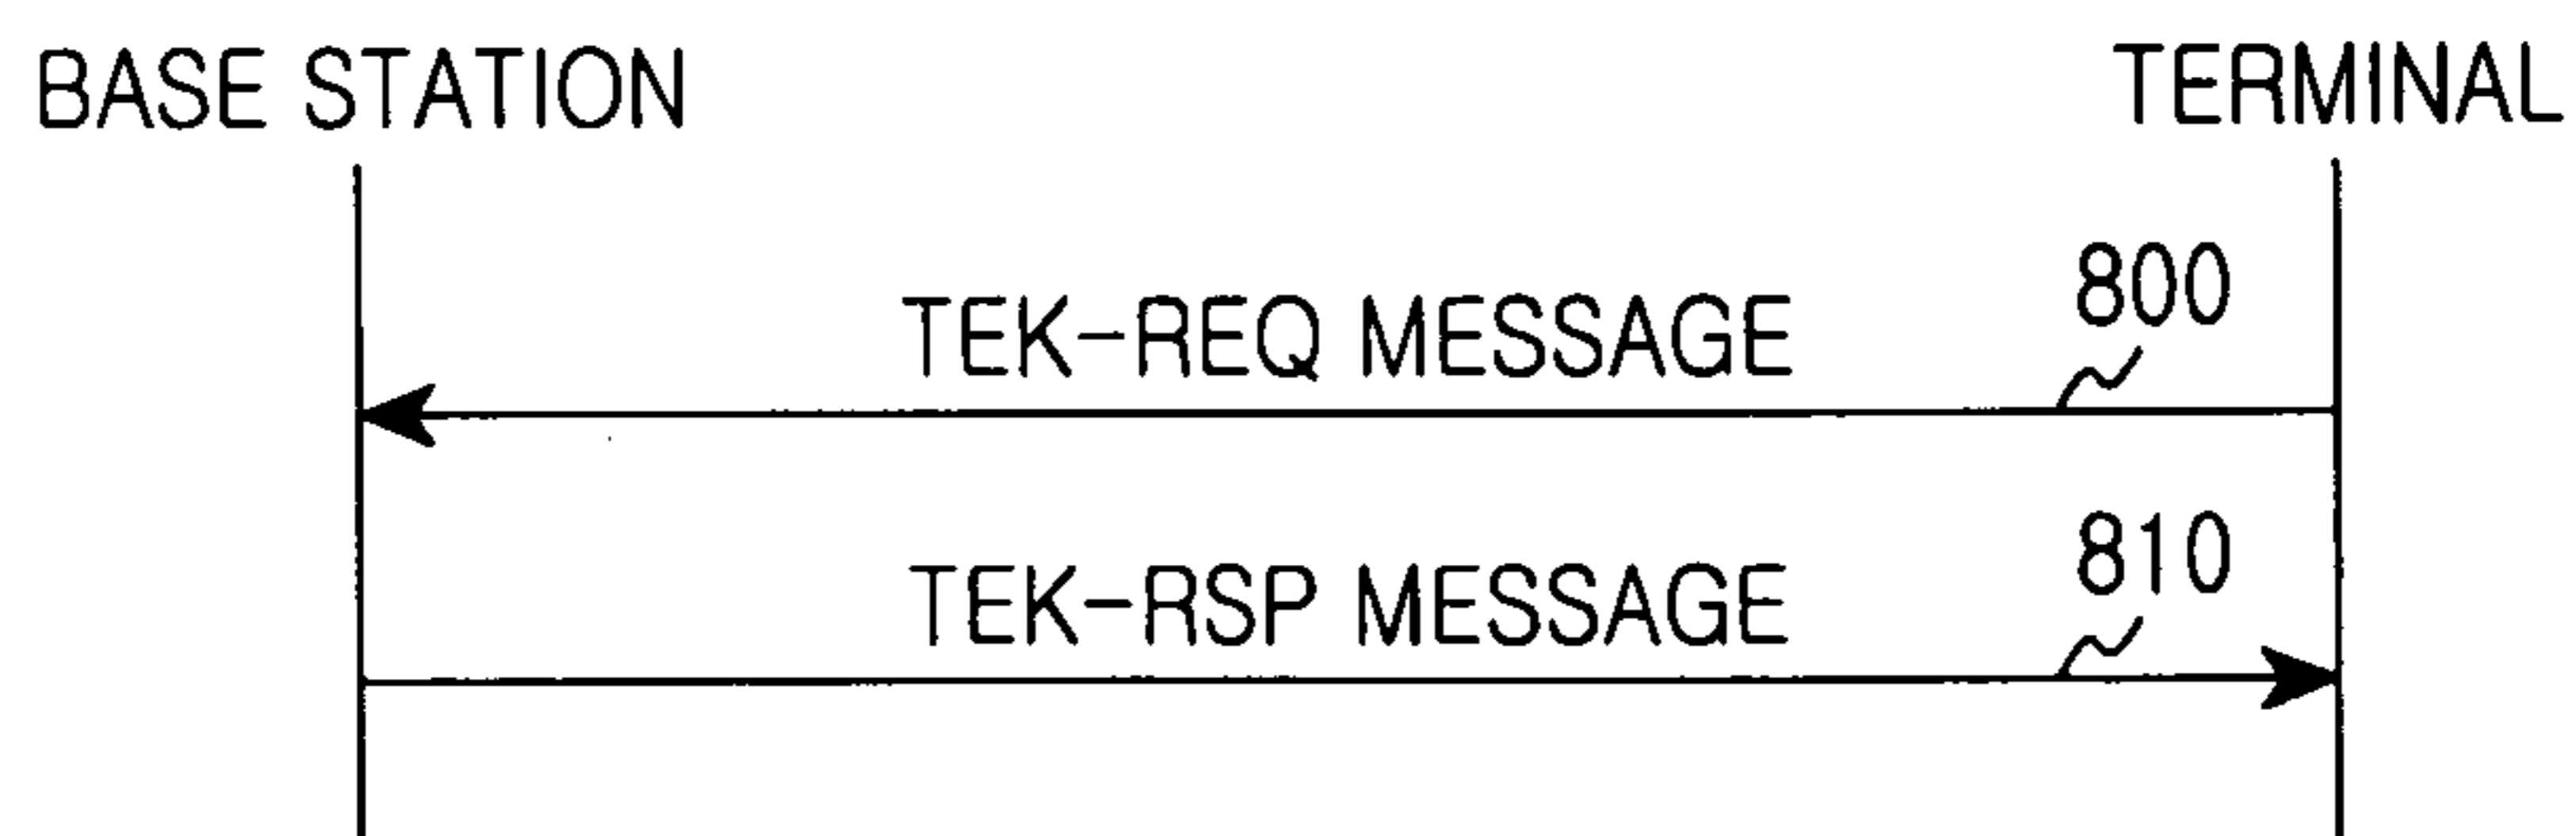 BASE STATION TERMINAL
800
TEK-REQ MESSAGE
810
TEK-RSP MESSAGE